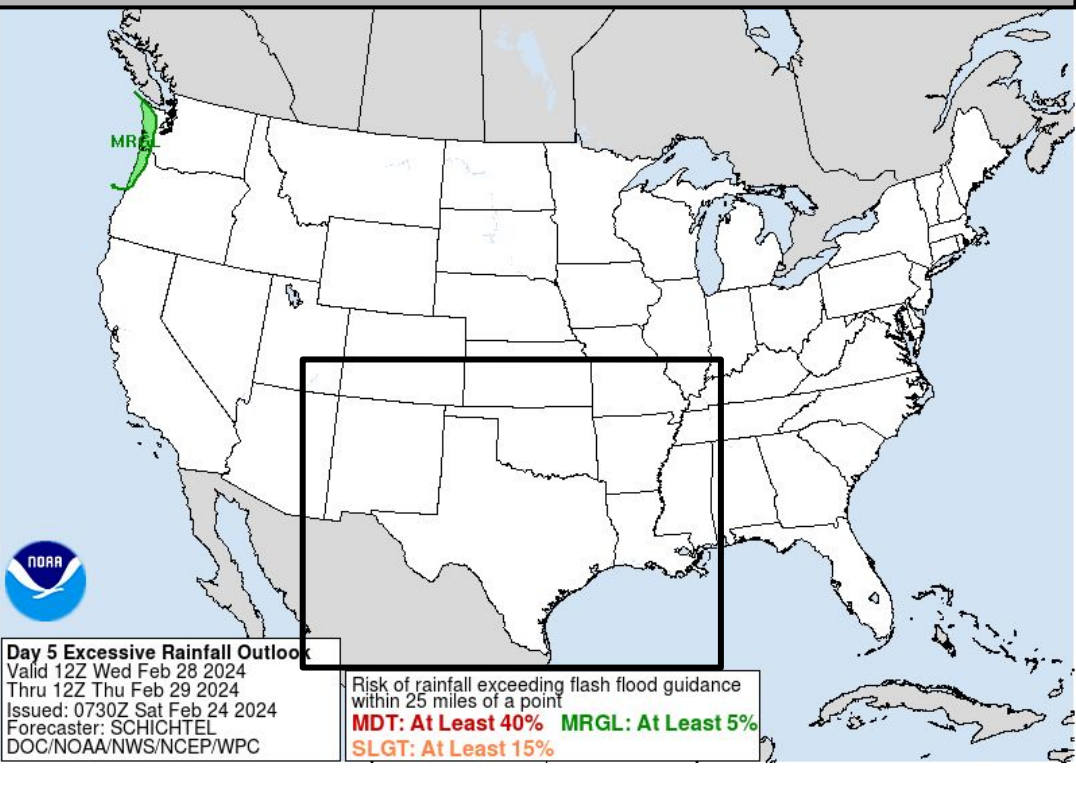 MRGL
NOAA
Day 5 Excessive Rainfall Outlook
Valid 12Z Wed Feb 28 2024
Thru 12Z Thu Feb 29 2024
Issued: 0730Z Sat Feb 24 2024
Forecaster: SCHICHTEL
DOC/NOAA/NWS/NCEP/WPC
Risk of rainfall exceeding flash flood guidance
within 25 miles of a point
MDT: At Least 40% MRGL: At Least 5%
SLGT: At Least 15%